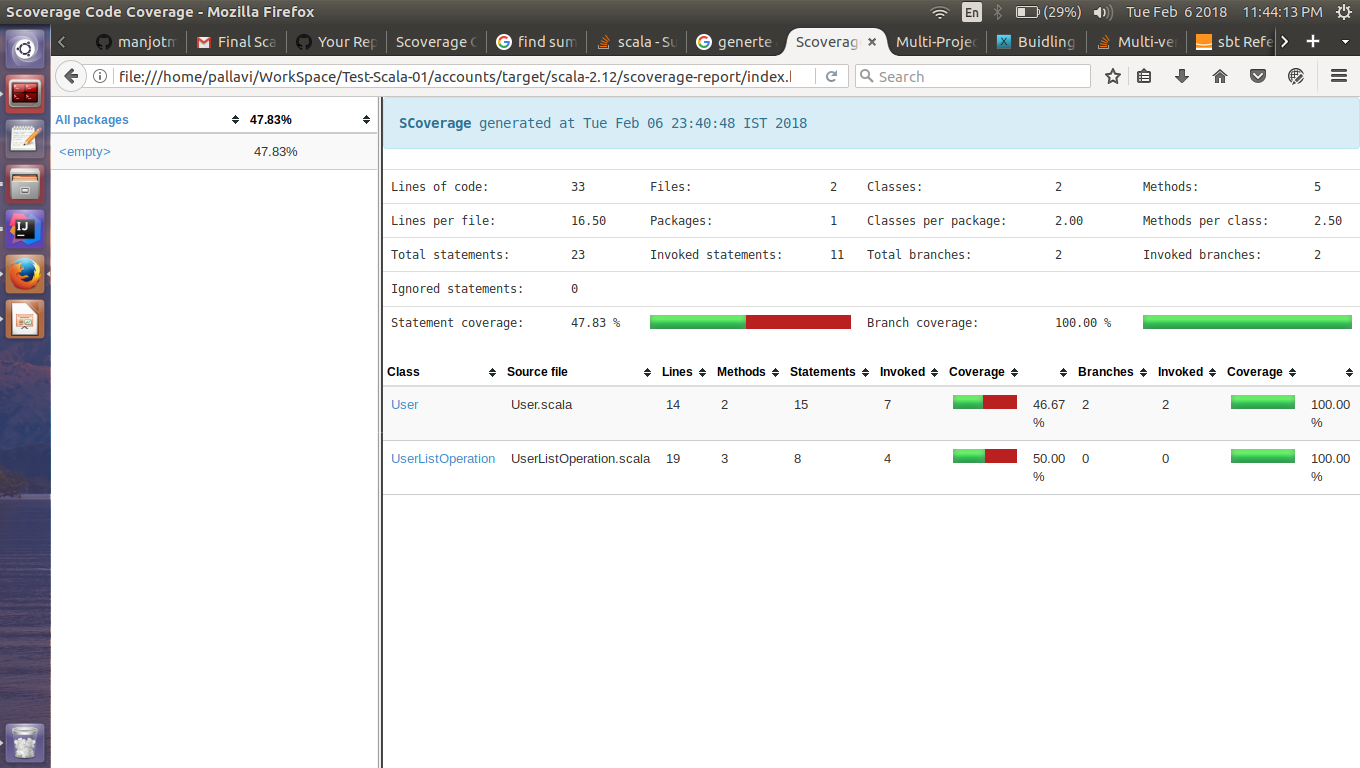 Scoverage Code Coverage - Mozilla Firefox
En (29%) Tue Feb 6 2018 11:44:13 PM
manjotm Final Sca Your Rep Scoverage C find sum scala - Su generte Scoverage Multi-Projec Buidling Multi-ve sbt Refe
file:///home/pallavi/WorkSpace/Test-Scala-01/accounts/target/scala-2.12/scoverage-report/index.l Search
All packages 47.83%
<empty> 47.83%
SCoverage generated at Tue Feb 06 23:40:48 IST 2018
Lines of code: 33 Files: 2 Classes: 2 Methods: 5
Lines per file: 16.50 Packages: 1 Classes per package: 2.00 Methods per class: 2.50
Total statements: 23 Invoked statements: 11 Total branches: 2 Invoked branches: 2
Ignored statements: 0
Statement coverage: 47.83 % Branch coverage: 100.00 %
Class Source file Lines Methods Statements Invoked Coverage Branches Invoked Coverage
User User.scala 14 2 15 7 46.67 % 2 2 100.00 %
UserListOperation UserListOperation.scala 19 3 8 4 50.00 % 0 0 100.00 %